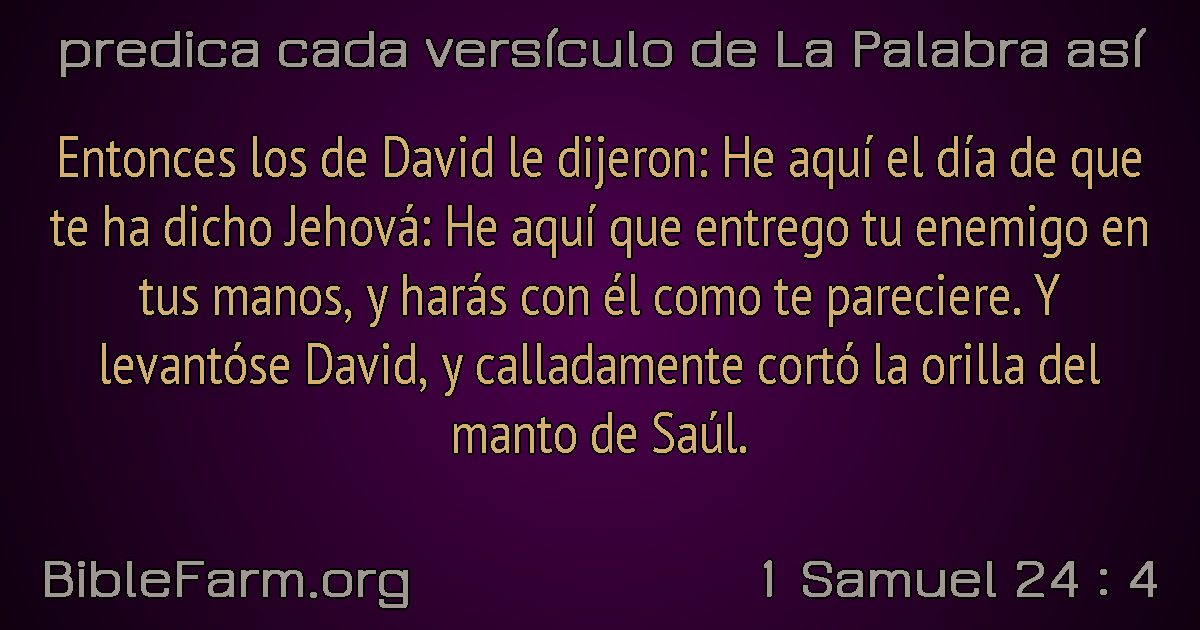 predica cada versículo de La Palabra así
Entonces los de David le dijeron: He aquí el día de que
te ha dicho Jehová: He aquí que entrego tu enemigo en
tus manos, y harás con él como te pareciere. Y
levantóse David, y calladamente cortó la orilla del
manto de Saúl.
BibleFarm.org
1 Samuel 24 : 4